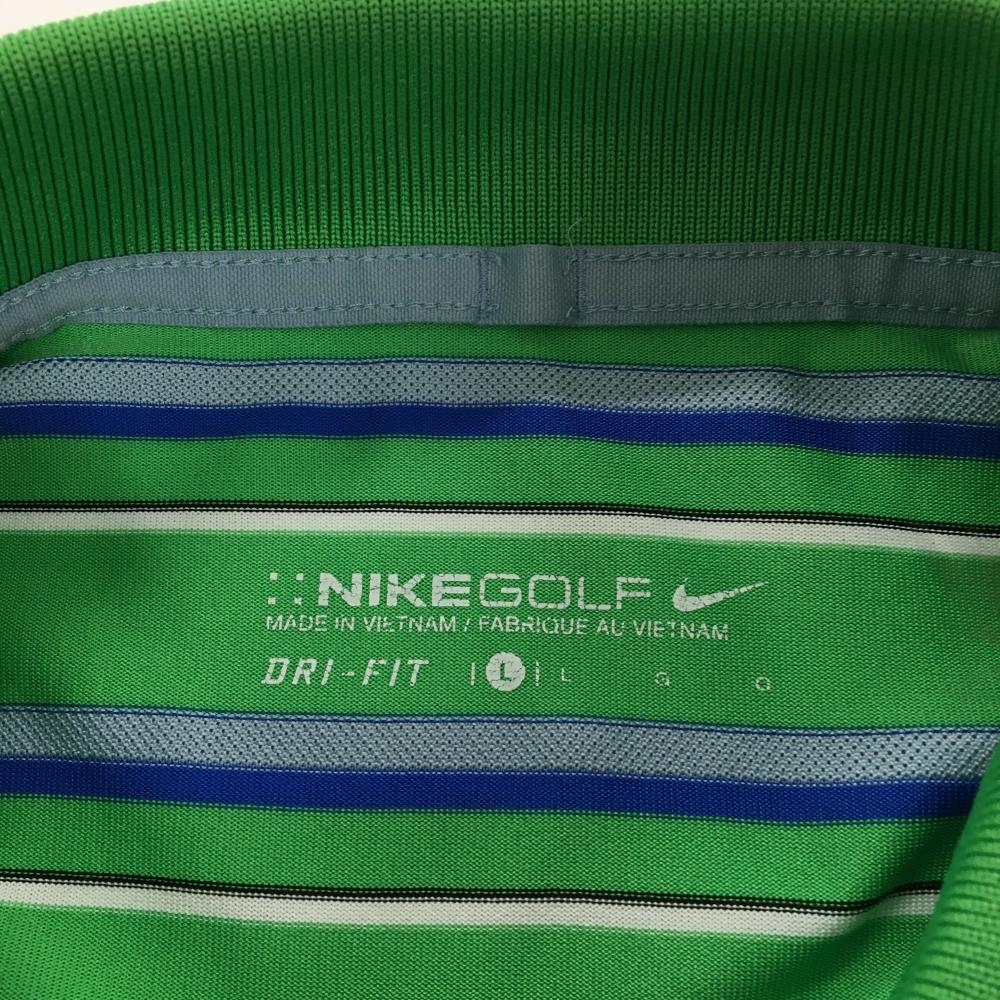 NIKEGOLF
MADE IN VIETNAM / FABRIQUE AU VIETNAM
DRI-FIT | L | L G G